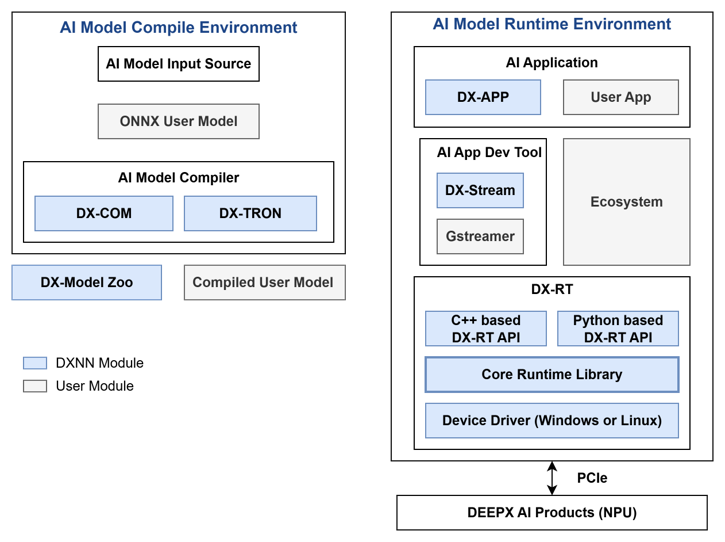 AI Model Compile Environment
AI Model Input Source
ONNX User Model
AI Model Compiler
DX-COM
DX-TRON
DX-Model Zoo
Compiled User Model
DXNN Module
User Module
AI Model Runtime Environment
AI Application
DX-APP
User App
AI App Dev Tool
DX-Stream
Gstreamer
Ecosystem
DX-RT
C++ based
DX-RT API
Python based
DX-RT API
Core Runtime Library
Device Driver (Windows or Linux)
PCIe
DEEPX AI Products (NPU)